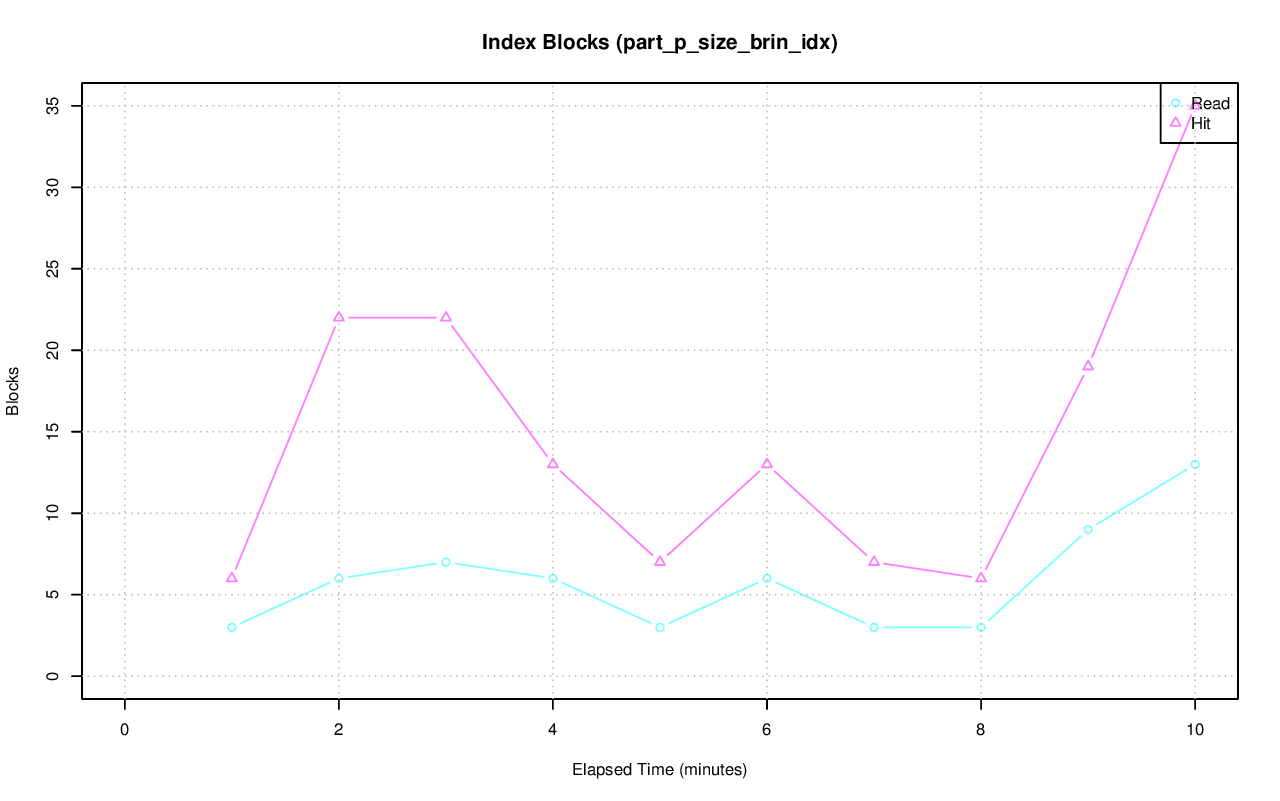 Index Blocks (part_p_size_brin_idx)
Read
Hit
35
30
25
20
15
10
5
0
Blocks
0 2 4 6 8 10
Elapsed Time (minutes)